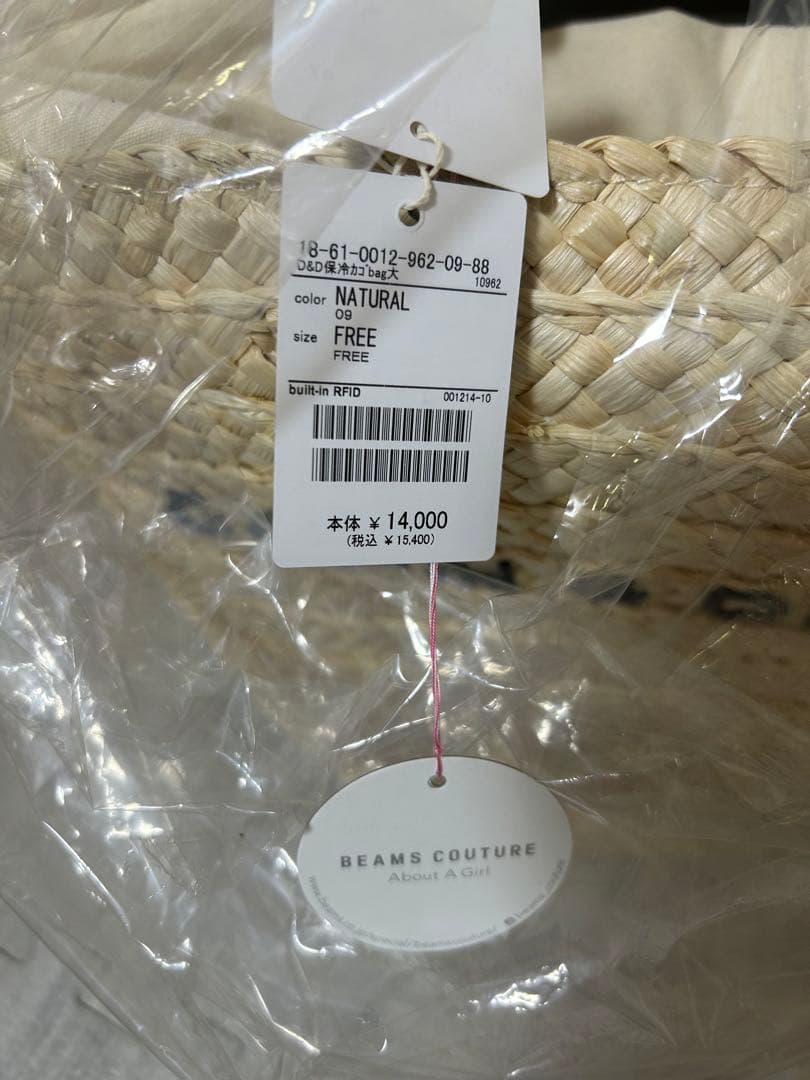 18-61-0012-962-09-88
D&D保冷ｶｺﾞbag大
10962
color NATURAL
09
size FREE
FREE
built-in RFID 001214-10
本体 ¥ 14,000
(税込 ¥ 15,400)
BEAMS COUTURE
About A Girl